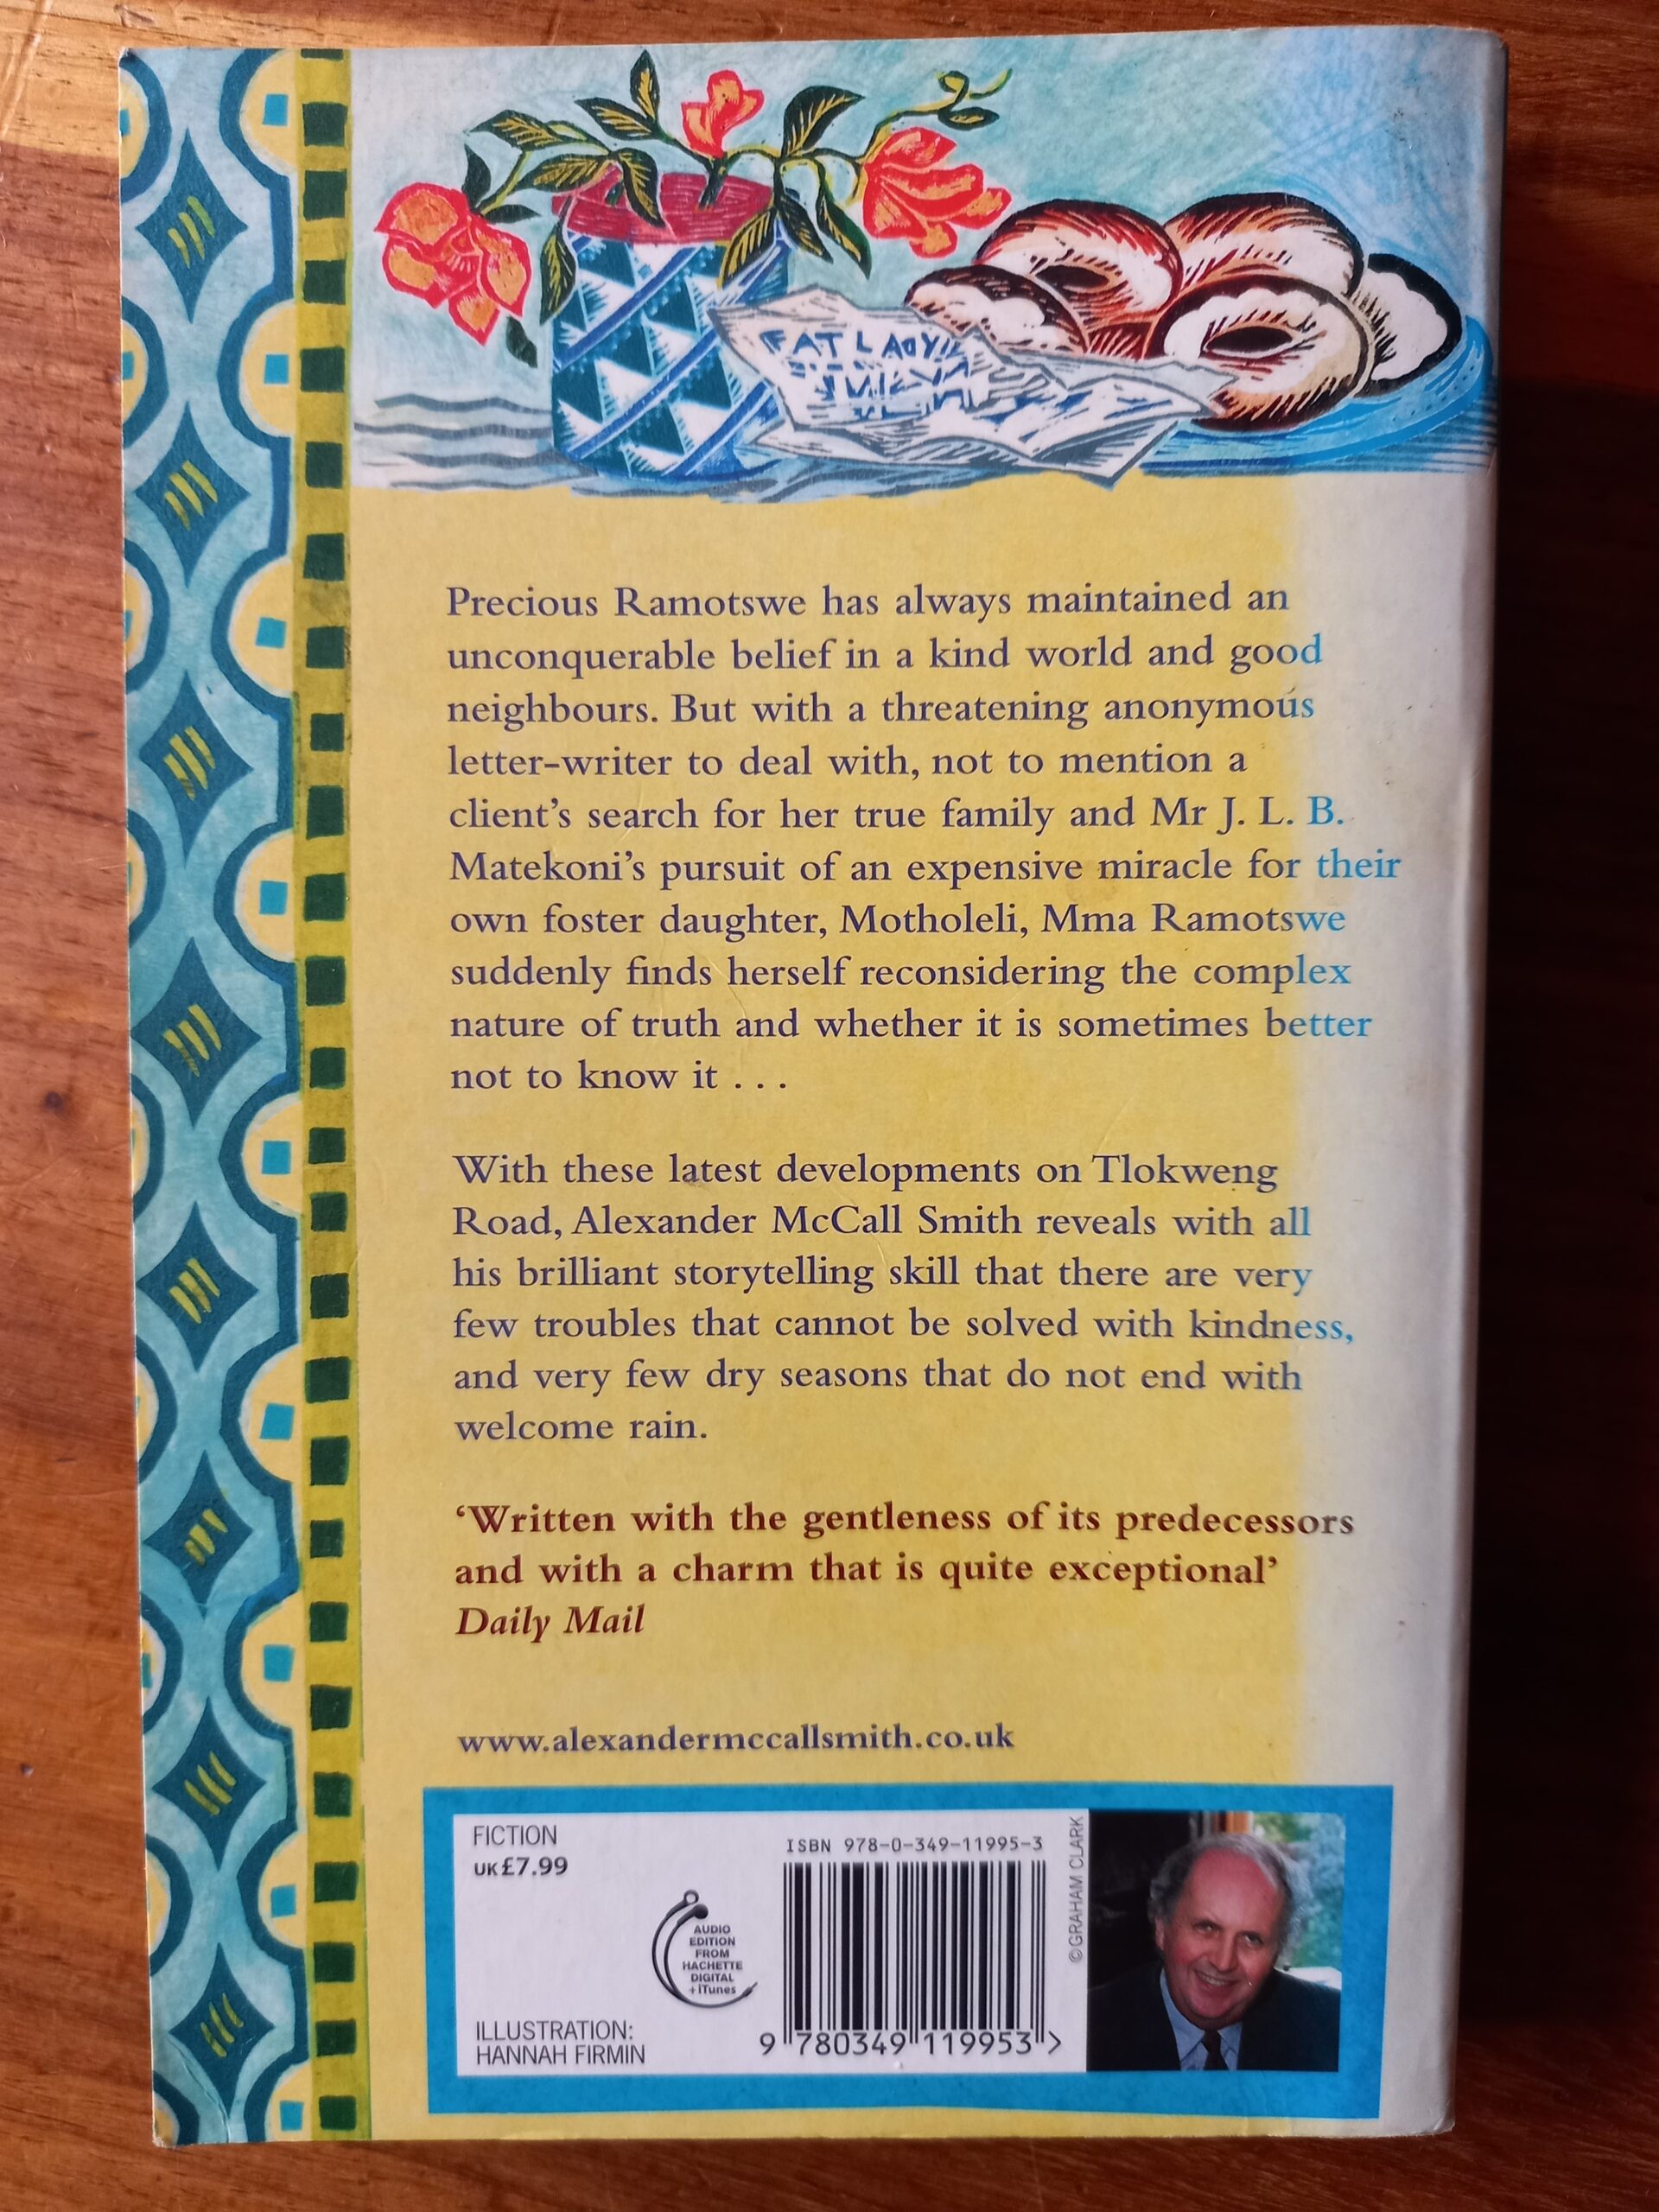 FAT LADY
Precious Ramotswe has always maintained an
unconquerable belief in a kind world and good
neighbours. But with a threatening anonymous
letter-writer to deal with, not to mention a
client's search for her true family and Mr J. L. B.
Matekoni's pursuit of an expensive miracle for their
own foster daughter, Motholeli, Mma Ramotswe
suddenly finds herself reconsidering the complex
nature of truth and whether it is sometimes better
not to know it . . .
With these latest developments on Tlokweng
Road, Alexander McCall Smith reveals with all
his brilliant storytelling skill that there are very
few troubles that cannot be solved with kindness,
and very few dry seasons that do not end with
welcome rain.
‘Written with the gentleness of its predecessors
and with a charm that is quite exceptional’
Daily Mail
www.alexandermccallsmith.co.uk
FICTION
UK£7.99
AUDIO
EDITION
FROM
HACHETTE
DIGITAL
+iTunes
ILLUSTRATION:
HANNAH FIRMIN
ISBN 978-0-349-11995-3
9 780349 119953 >
©GRAHAM CLARK